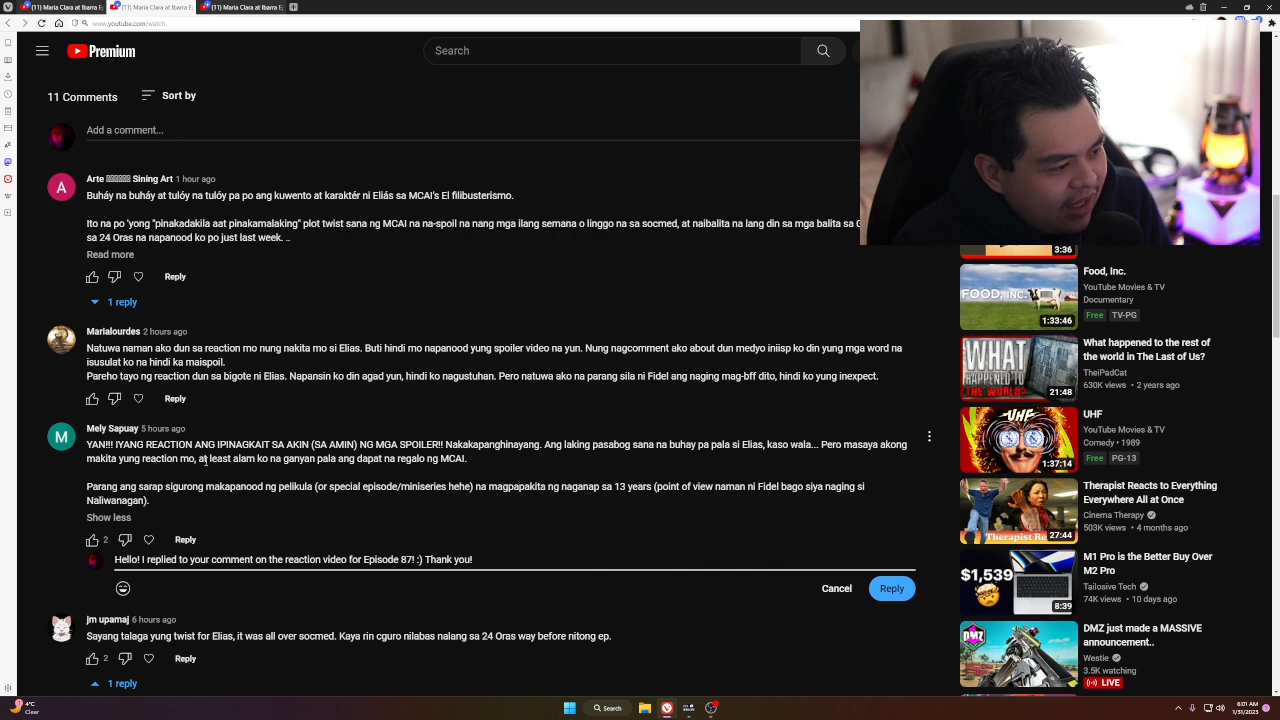 (11) Maria Clara at Ibarra E
(11) Maria Clara at Ibarra E
(11) Maria Clara at Ibarra E
www.youtube.com/watch
Premium
Search
11 Comments
Sort by
Add a comment...
Arte Sining Art 1 hour ago
Buháy na buháy at tulóy na tulóy pa po ang kuwento at karaktér ni Eliás sa MCAI's El filibusterismo.
Ito na po 'yong "pinakadakila aat pinakamalaking" plot twist sana ng MCAI na na-spoil na nang mga ilang semana o linggo na sa socmed, at naibalita na lang din sa mga balita sa G
sa 24 Oras na napanood ko po just last week. ..
Read more
Reply
1 reply
Marialourdes 2 hours ago
Natuwa naman ako dun sa reaction mo nung nakita mo si Elias. Buti hindi mo napanood yung spoiler video na yun. Nung nagcomment ako about dun medyo iniisp ko din yung mga word na
isusulat ko na hindi ka maispoil.
Pareho tayo ng reaction dun sa bigote ni Elias. Napansin ko din agad yun, hindi ko nagustuhan. Pero natuwa ako na parang sila ni Fidel ang naging mag-bff dito, hindi ko yung inexpect.
Reply
Mely Sapuay 5 hours ago
YAN!!! IYANG REACTION ANG IPINAGKAIT SA AKIN (SA AMIN) NG MGA SPOILER!! Nakakapanghinayang. Ang laking pasabog sana na buhay pa pala si Elias, kaso wala... Pero masaya akong
makita yung reaction mo, at least alam ko na ganyan pala ang dapat na regalo ng MCAI.
Parang ang sarap sigurong makapanood ng pelikula (or special episode/miniseries hehe) na magpapakita ng naganap sa 13 years (point of view naman ni Fidel bago siya naging si
Naliwanagan).
Show less
2
Reply
Hello! I replied to your comment on the reaction video for Episode 87! :) Thank you!
Cancel
Reply
jm upamaj 6 hours ago
Sayang talaga yung twist for Elias, it was all over socmed. Kaya rin cguro nilabas nalang sa 24 Oras way before nitong ep.
2
Reply
1 reply
3:36
FOOD, INC.
1:33:46
Food, Inc.
YouTube Movies & TV
Documentary
Free TV-PG
WHAT
HAPPENED TO
THE WORLD?
21:48
What happened to the rest of
the world in The Last of Us?
TheiPadCat
630K views • 2 years ago
UHF
1:37:14
UHF
YouTube Movies & TV
Comedy • 1989
Free PG-13
Therapist Re
27:44
Therapist Reacts to Everything
Everywhere All at Once
Cinema Therapy
503K views • 4 months ago
$1,539
8:39
M1 Pro is the Better Buy Over
M2 Pro
Tailosive Tech
74K views • 10 days ago
DMZ
DMZ just made a MASSIVE
announcement..
Westie
3.5K watching
LIVE
4°C
Search
6:01 AM
1/31/2023